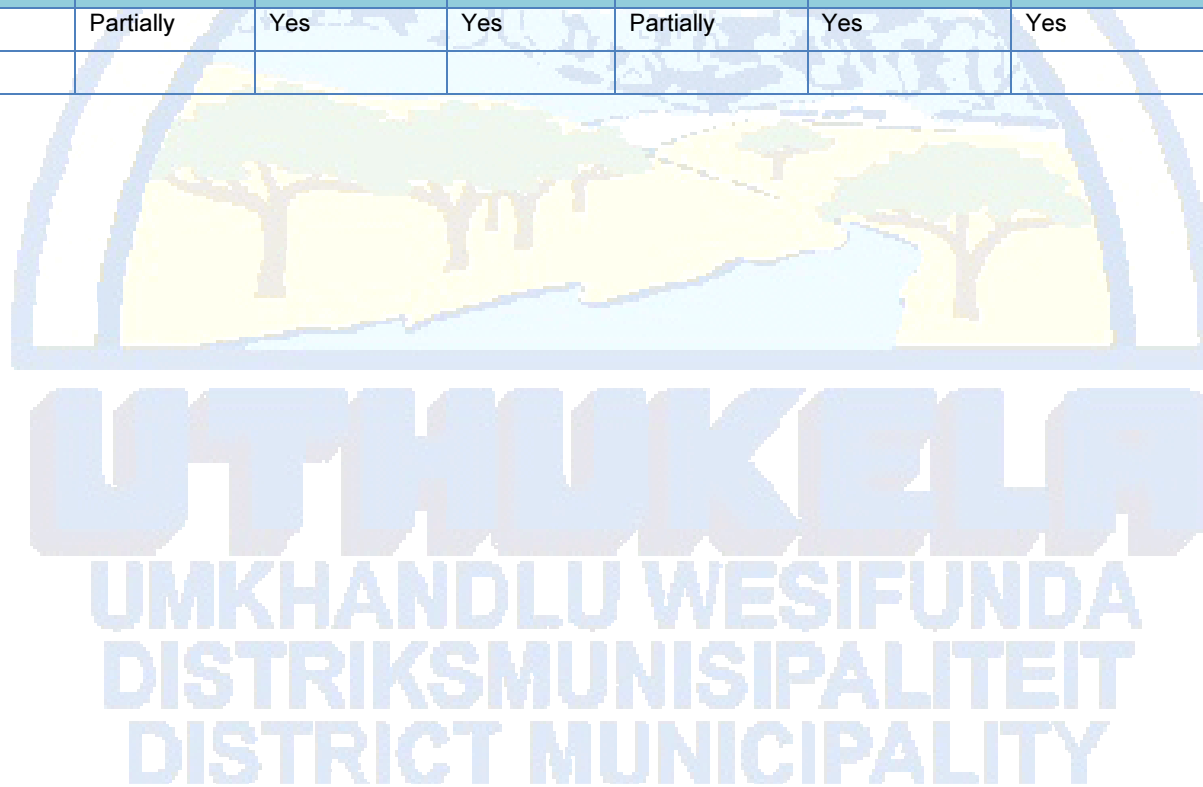 Partially Yes Yes Partially Yes Yes
UTHUKELA
UMKHANDLU WESIFUNDA
DISTRIKSMUNISIPALITEIT
DISTRICT MUNICIPALITY